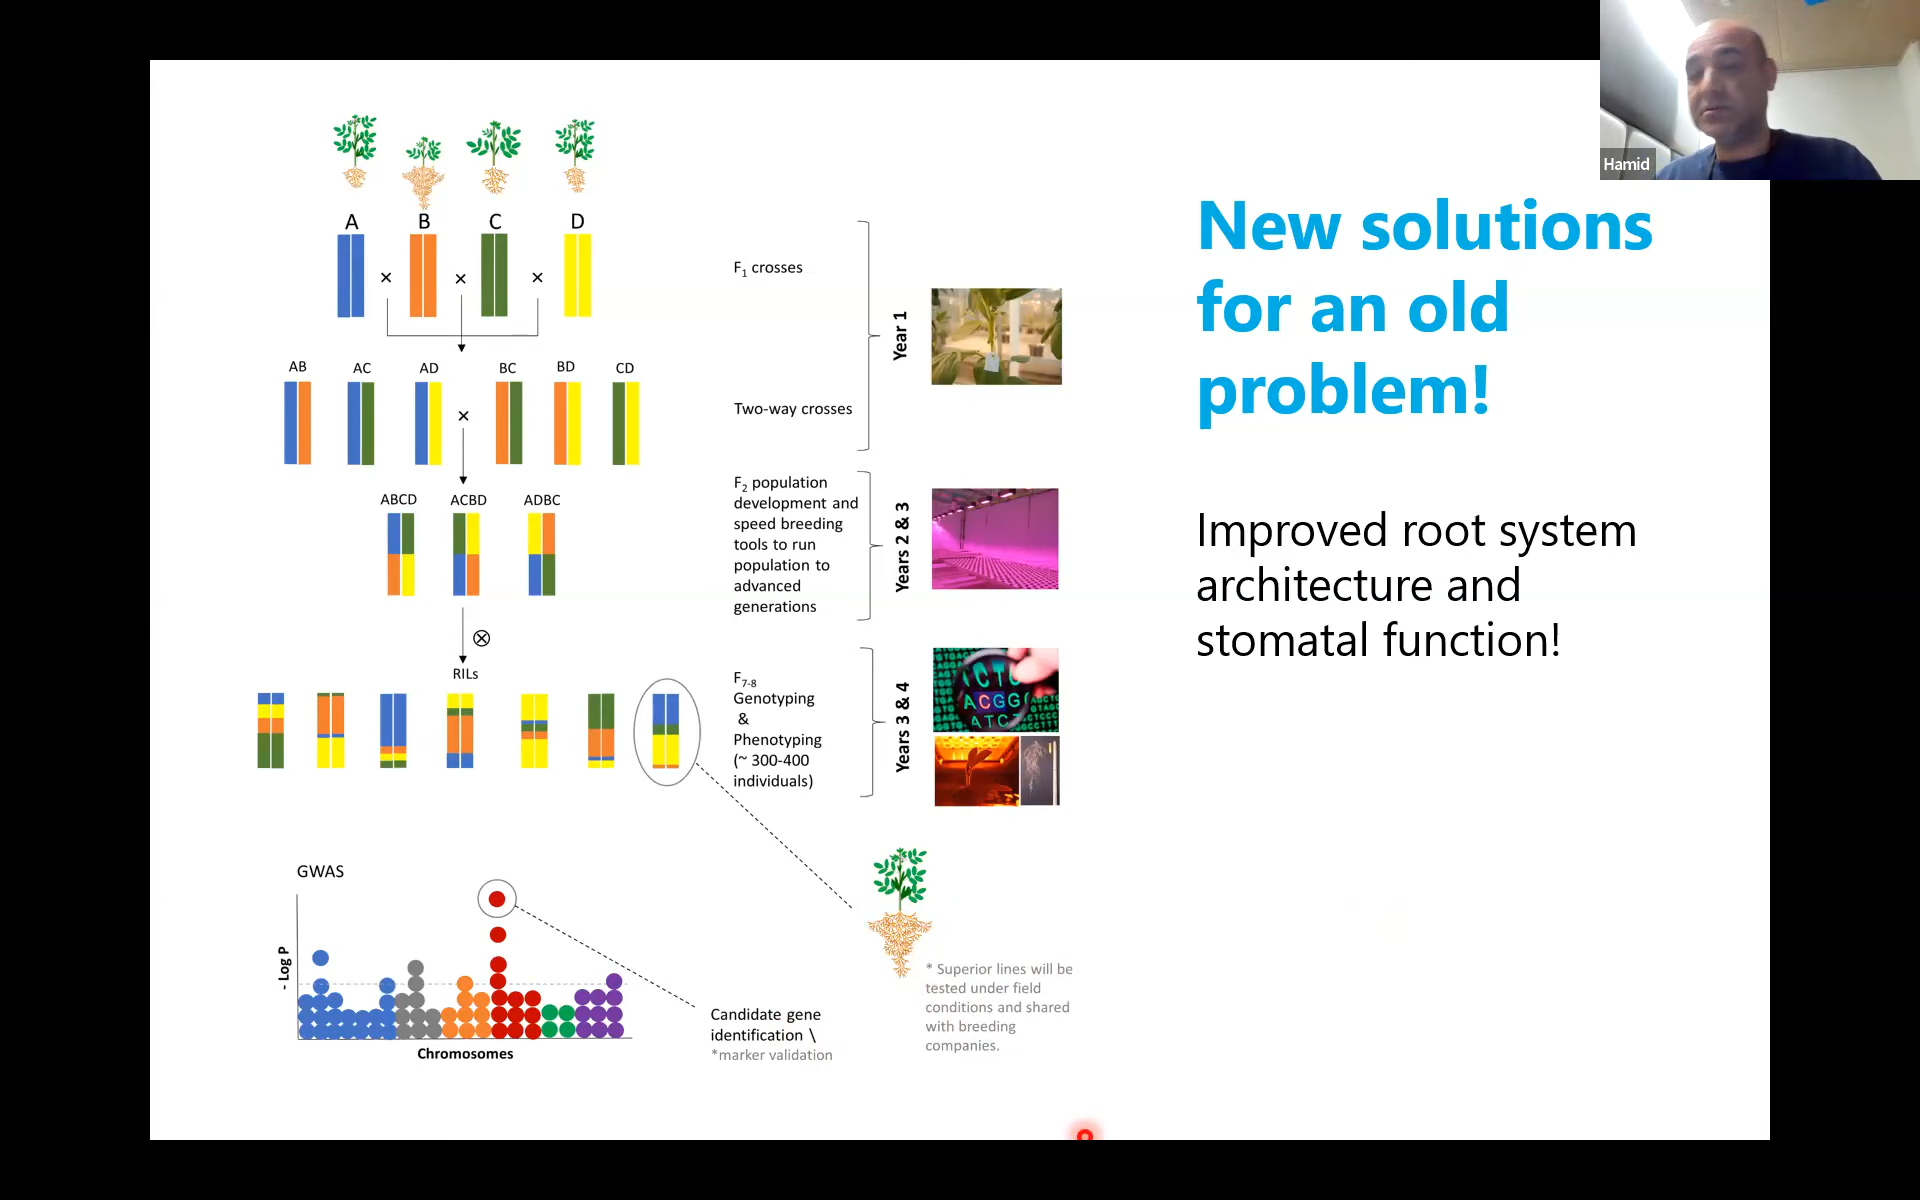 Hamid
New solutions
for an old
problem!
Improved root system
architecture and
stomatal function!
A B C D
× × ×
F1 crosses
Year 1
AB AC AD BC BD CD
×
Two-way crosses
ABCD ACBD ADBC
F2 population
development and
speed breeding
tools to run
population to
advanced
generations
Years 2 & 3
RILs
F7-8
Genotyping
&
Phenotyping
(~ 300-400
individuals)
Years 3 & 4
ACTC
ACGG
ATCT
GWAS
- Log P
Chromosomes
Candidate gene
identification \
*marker validation
* Superior lines will be
tested under field
conditions and shared
with breeding
companies.